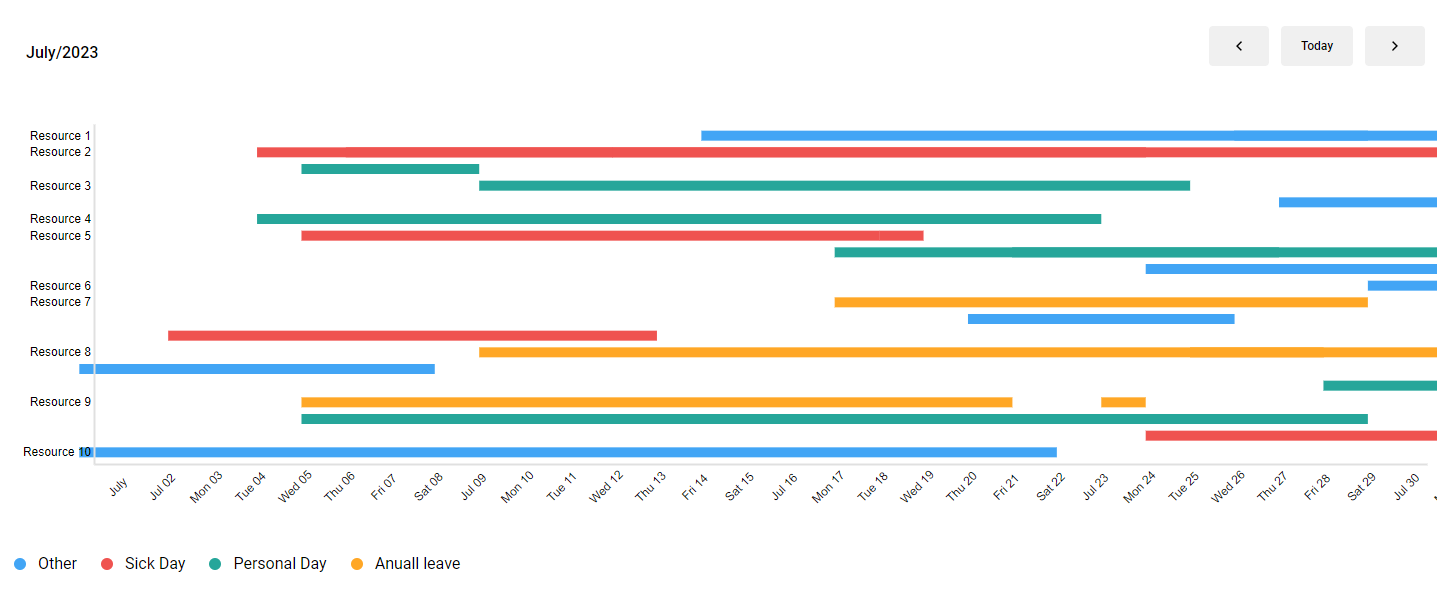 July/2023
Today
Resource 1
Resource 2
Resource 3
Resource 4
Resource 5
Resource 6
Resource 7
Resource 8
Resource 9
Resource 10
July Jul 02 Mon 03 Tue 04 Wed 05 Thu 06 Fri 07 Sat 08 Jul 09 Mon 10 Tue 11 Wed 12 Thu 13 Fri 14 Sat 15 Jul 16 Mon 17 Tue 18 Wed 19 Thu 20 Fri 21 Sat 22 Jul 23 Mon 24 Tue 25 Wed 26 Thu 27 Fri 28 Sat 29 Jul 30
Other Sick Day Personal Day Anuall leave